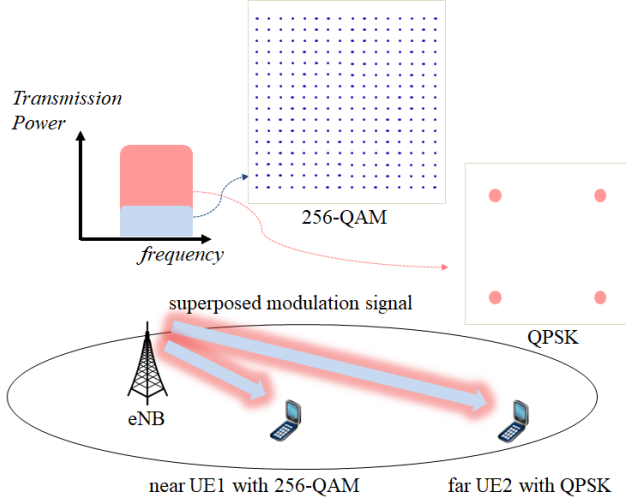 Transmission
Power
frequency
256-QAM
QPSK
superposed modulation signal
eNB
near UE1 with 256-QAM
far UE2 with QPSK